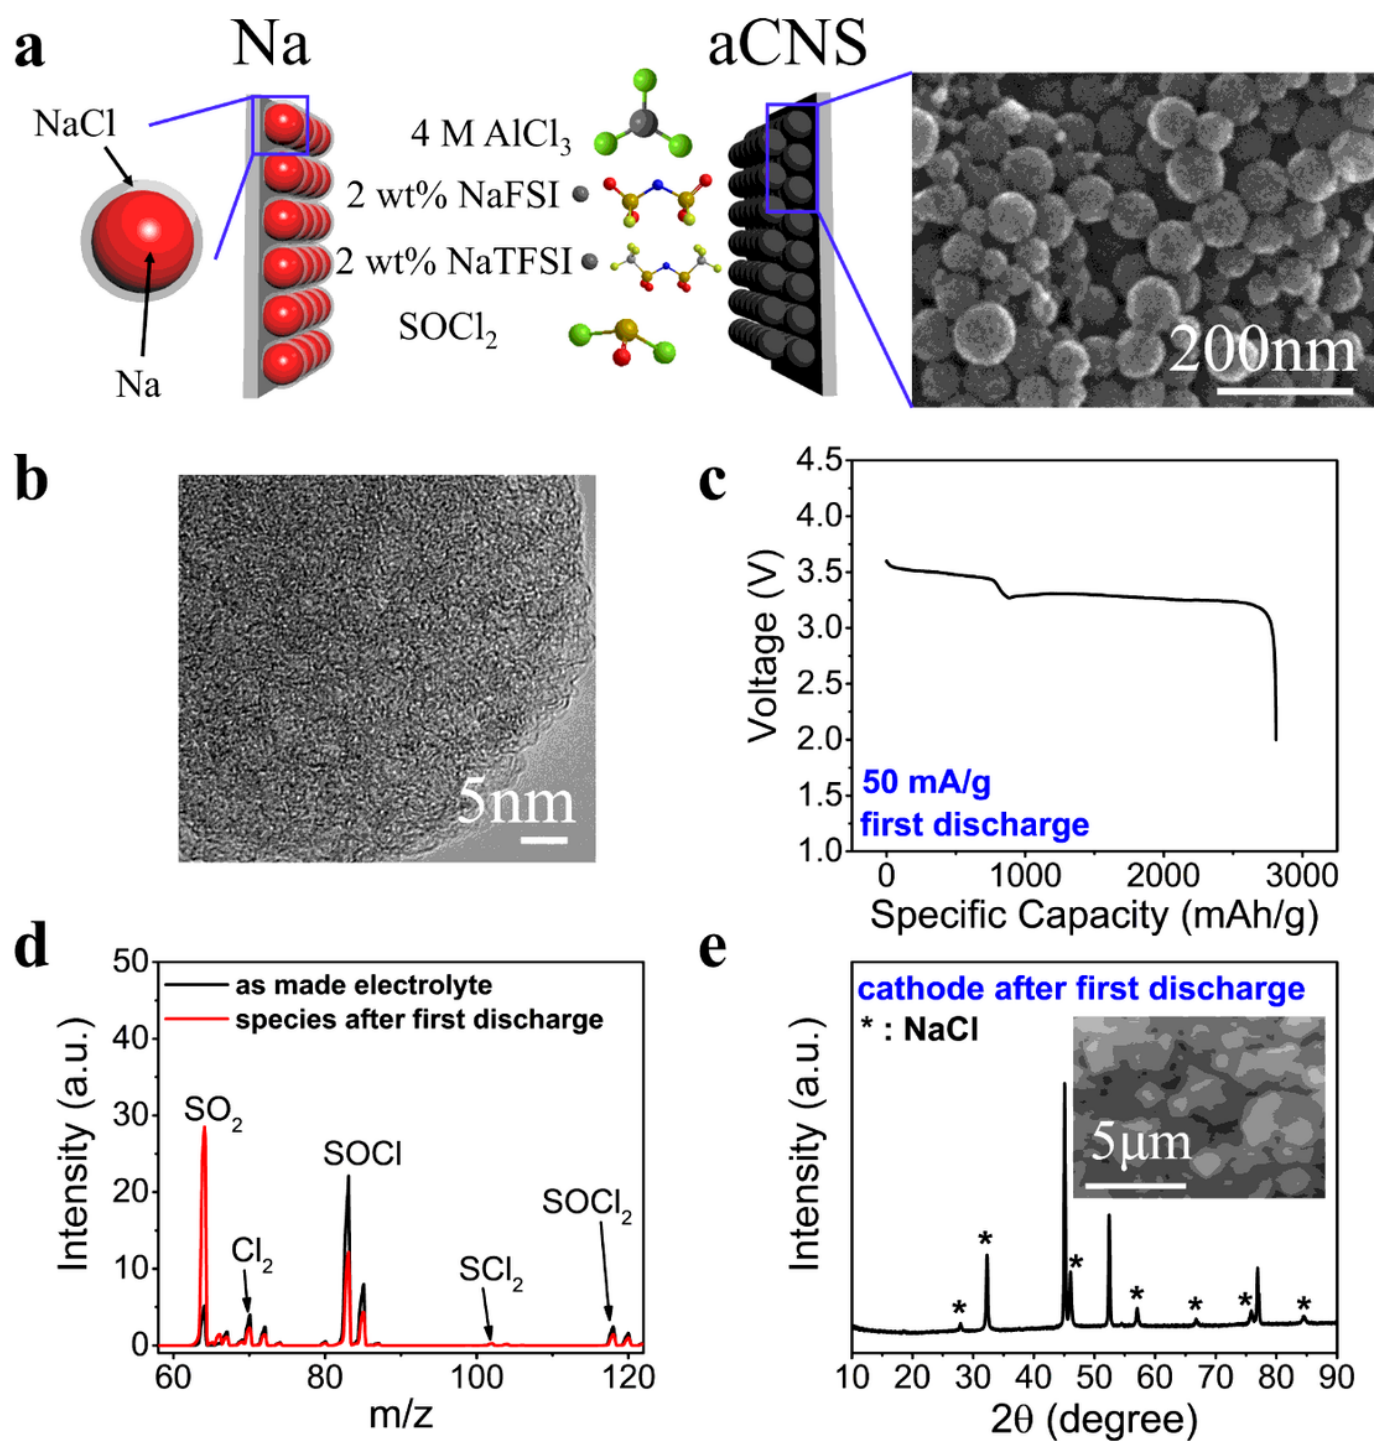 a
Na
aCNS
NaCl
Na
4 M AlCl3
2 wt% NaFSI
2 wt% NaTFSI
SOCl2
200nm
b
5nm
c
Voltage (V)
4.5
4.0
3.5
3.0
2.5
2.0
1.5
1.0
50 mA/g
first discharge
0 1000 2000 3000
Specific Capacity (mAh/g)
d
Intensity (a.u.)
50
40
30
20
10
0
as made electrolyte
species after first discharge
SO2
Cl2
SOCl
SCl2
SOCl2
60 80 100 120
m/z
e
Intensity (a.u.)
cathode after first discharge
* : NaCl
5μm
* * * * * * *
10 20 30 40 50 60 70 80 90
2θ (degree)